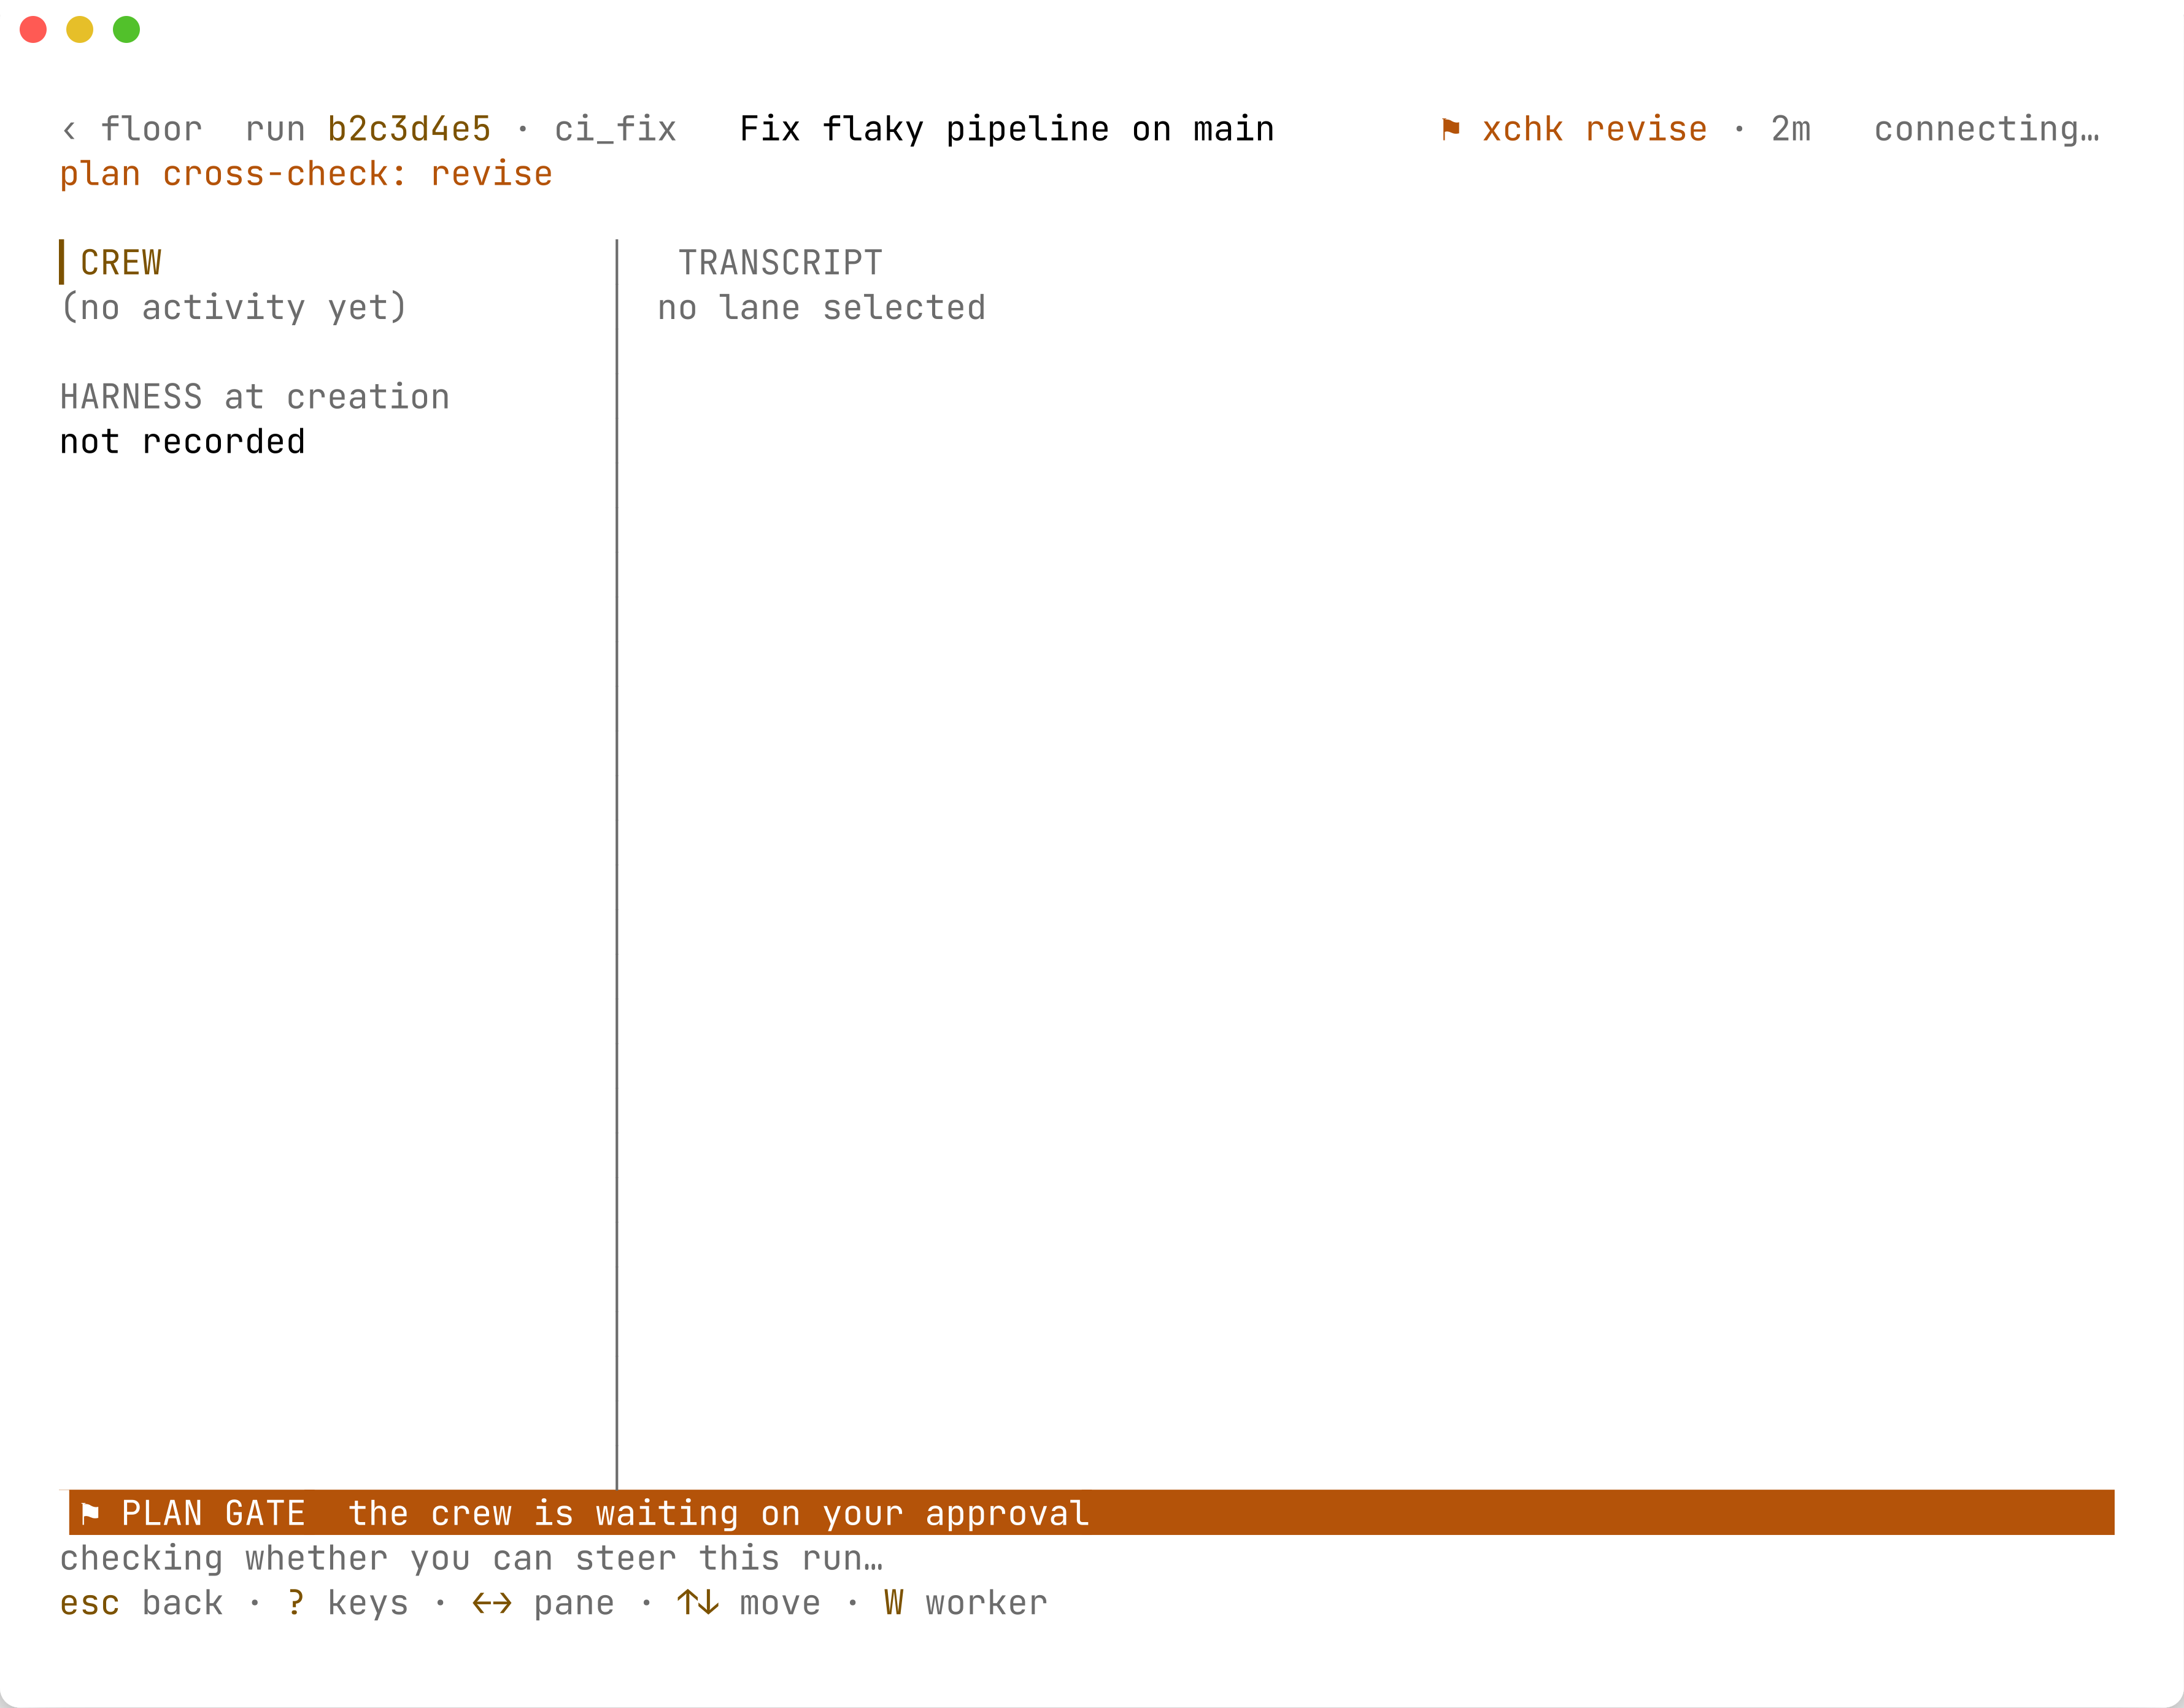 ‹ floor  run b2c3d4e5 · ci_fix   Fix flaky pipeline on main   ⚑ xchk revise · 2m   connecting…
plan cross-check: revise
CREW
(no activity yet)
HARNESS at creation
not recorded
TRANSCRIPT
no lane selected
⚑ PLAN GATE  the crew is waiting on your approval
checking whether you can steer this run…
esc back · ? keys · ←→ pane · ↑↓ move · W worker